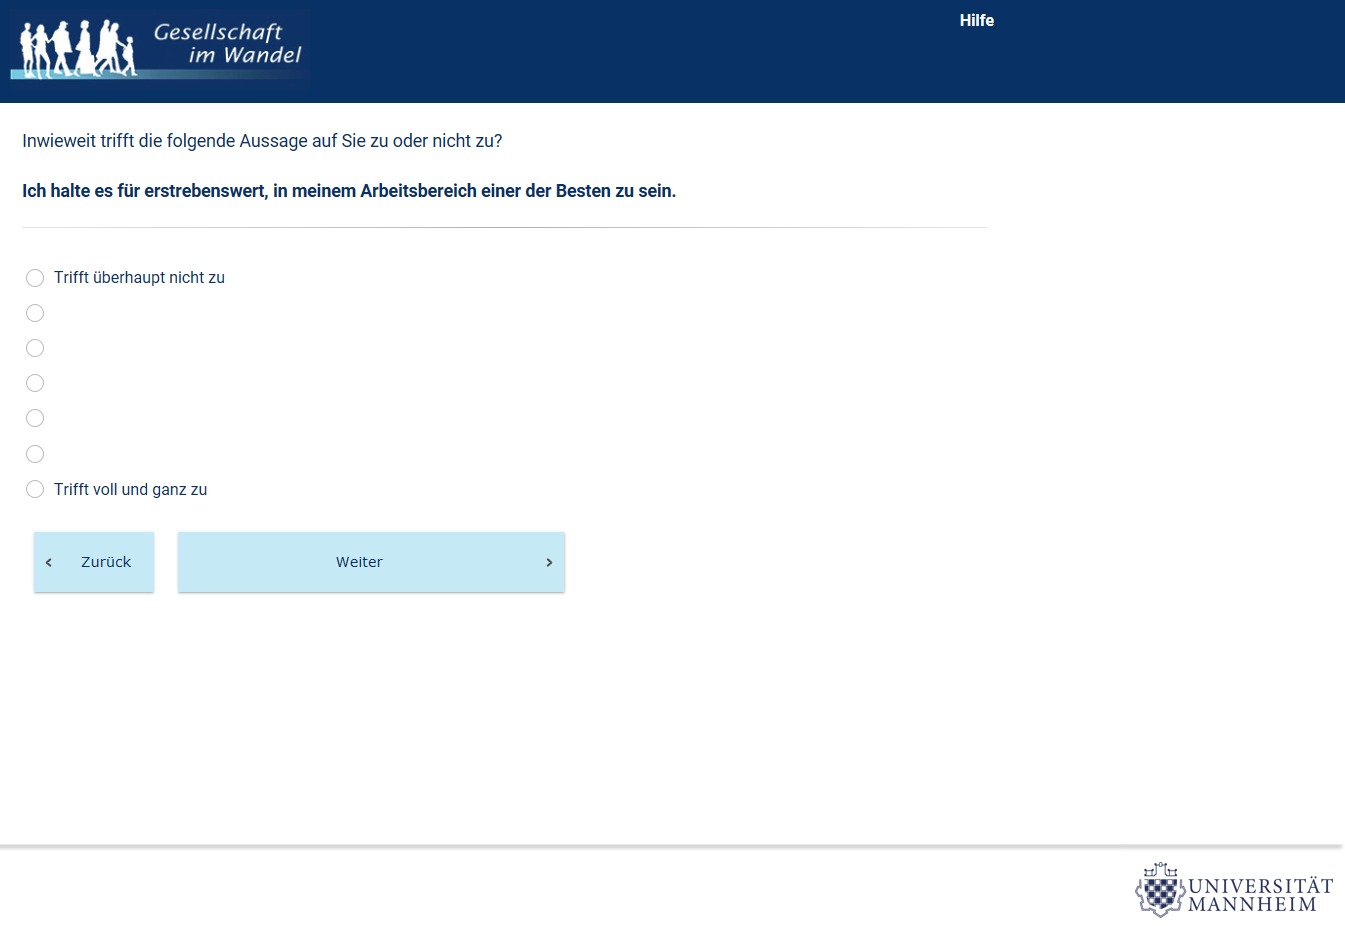 Gesellschaft
im Wandel
Hilfe
Inwieweit trifft die folgende Aussage auf Sie zu oder nicht zu?
Ich halte es für erstrebenswert, in meinem Arbeitsbereich einer der Besten zu sein.
Trifft überhaupt nicht zu
Trifft voll und ganz zu
Zurück
Weiter
UNIVERSITÄT
MANNHEIM